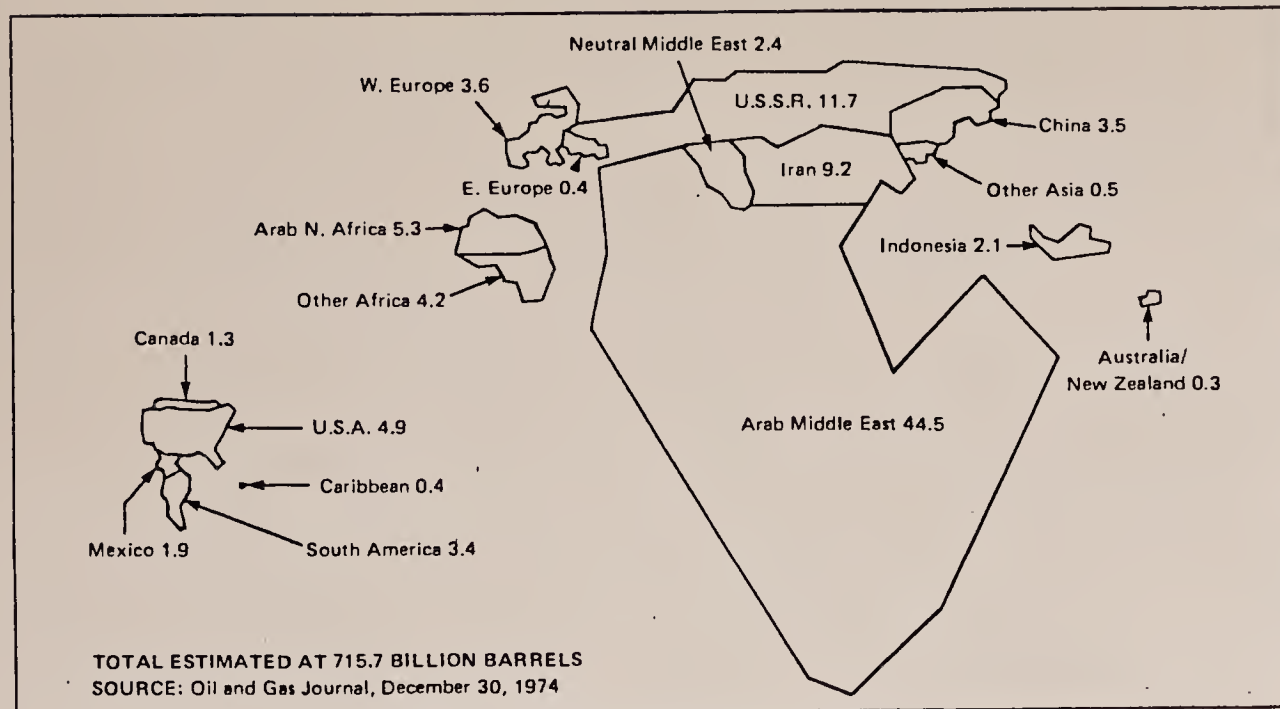 Neutral Middle East 2.4
W. Europe 3.6
U.S.S.R. 11.7
China 3.5
Iran 9.2
E. Europe 0.4
Other Asia 0.5
Arab N. Africa 5.3
Indonesia 2.1
Other Africa 4.2
Canada 1.3
Australia/
New Zealand 0.3
U.S.A. 4.9
Arab Middle East 44.5
Caribbean 0.4
Mexico 1.9
South America 3.4
TOTAL ESTIMATED AT 715.7 BILLION BARRELS
SOURCE: Oil and Gas Journal, December 30, 1974